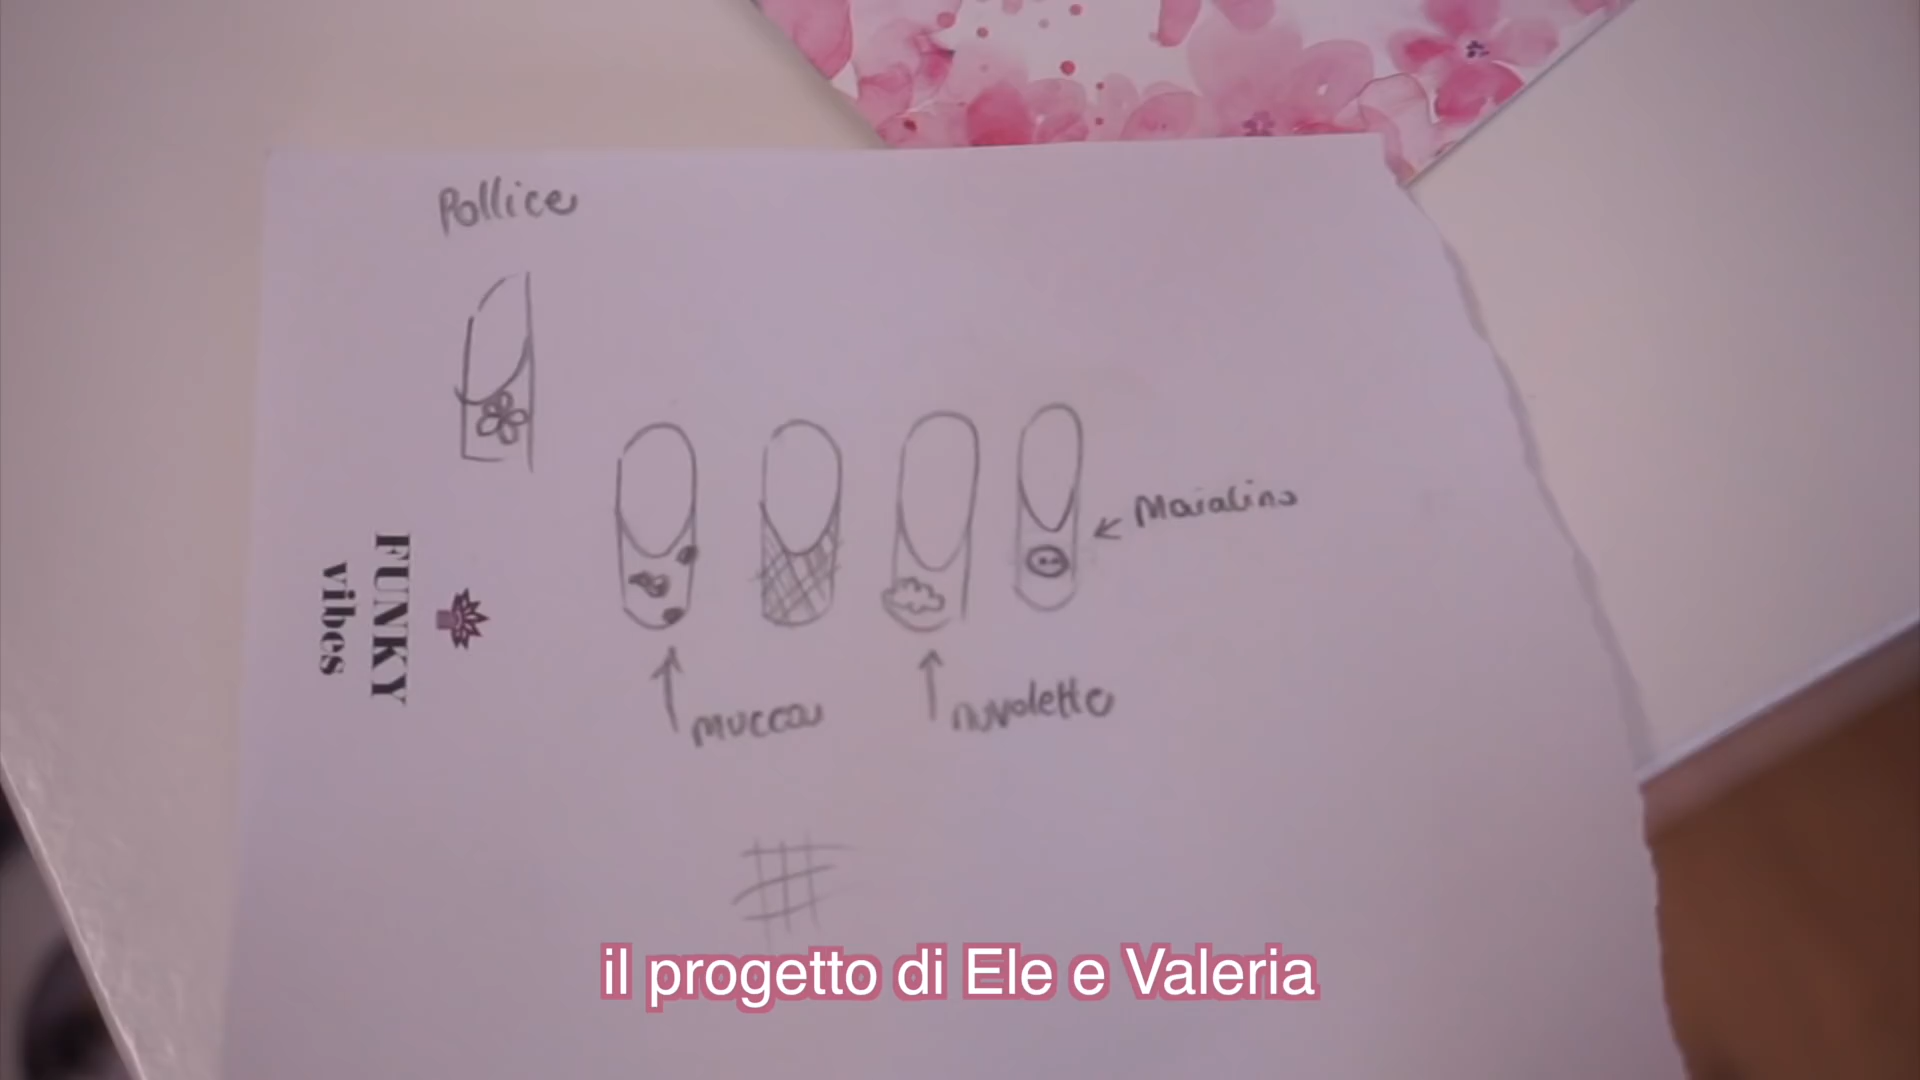 Pollice
Maialino
FUNKY
vibes
mucca
nuvolette
il progetto di Ele e Valeria